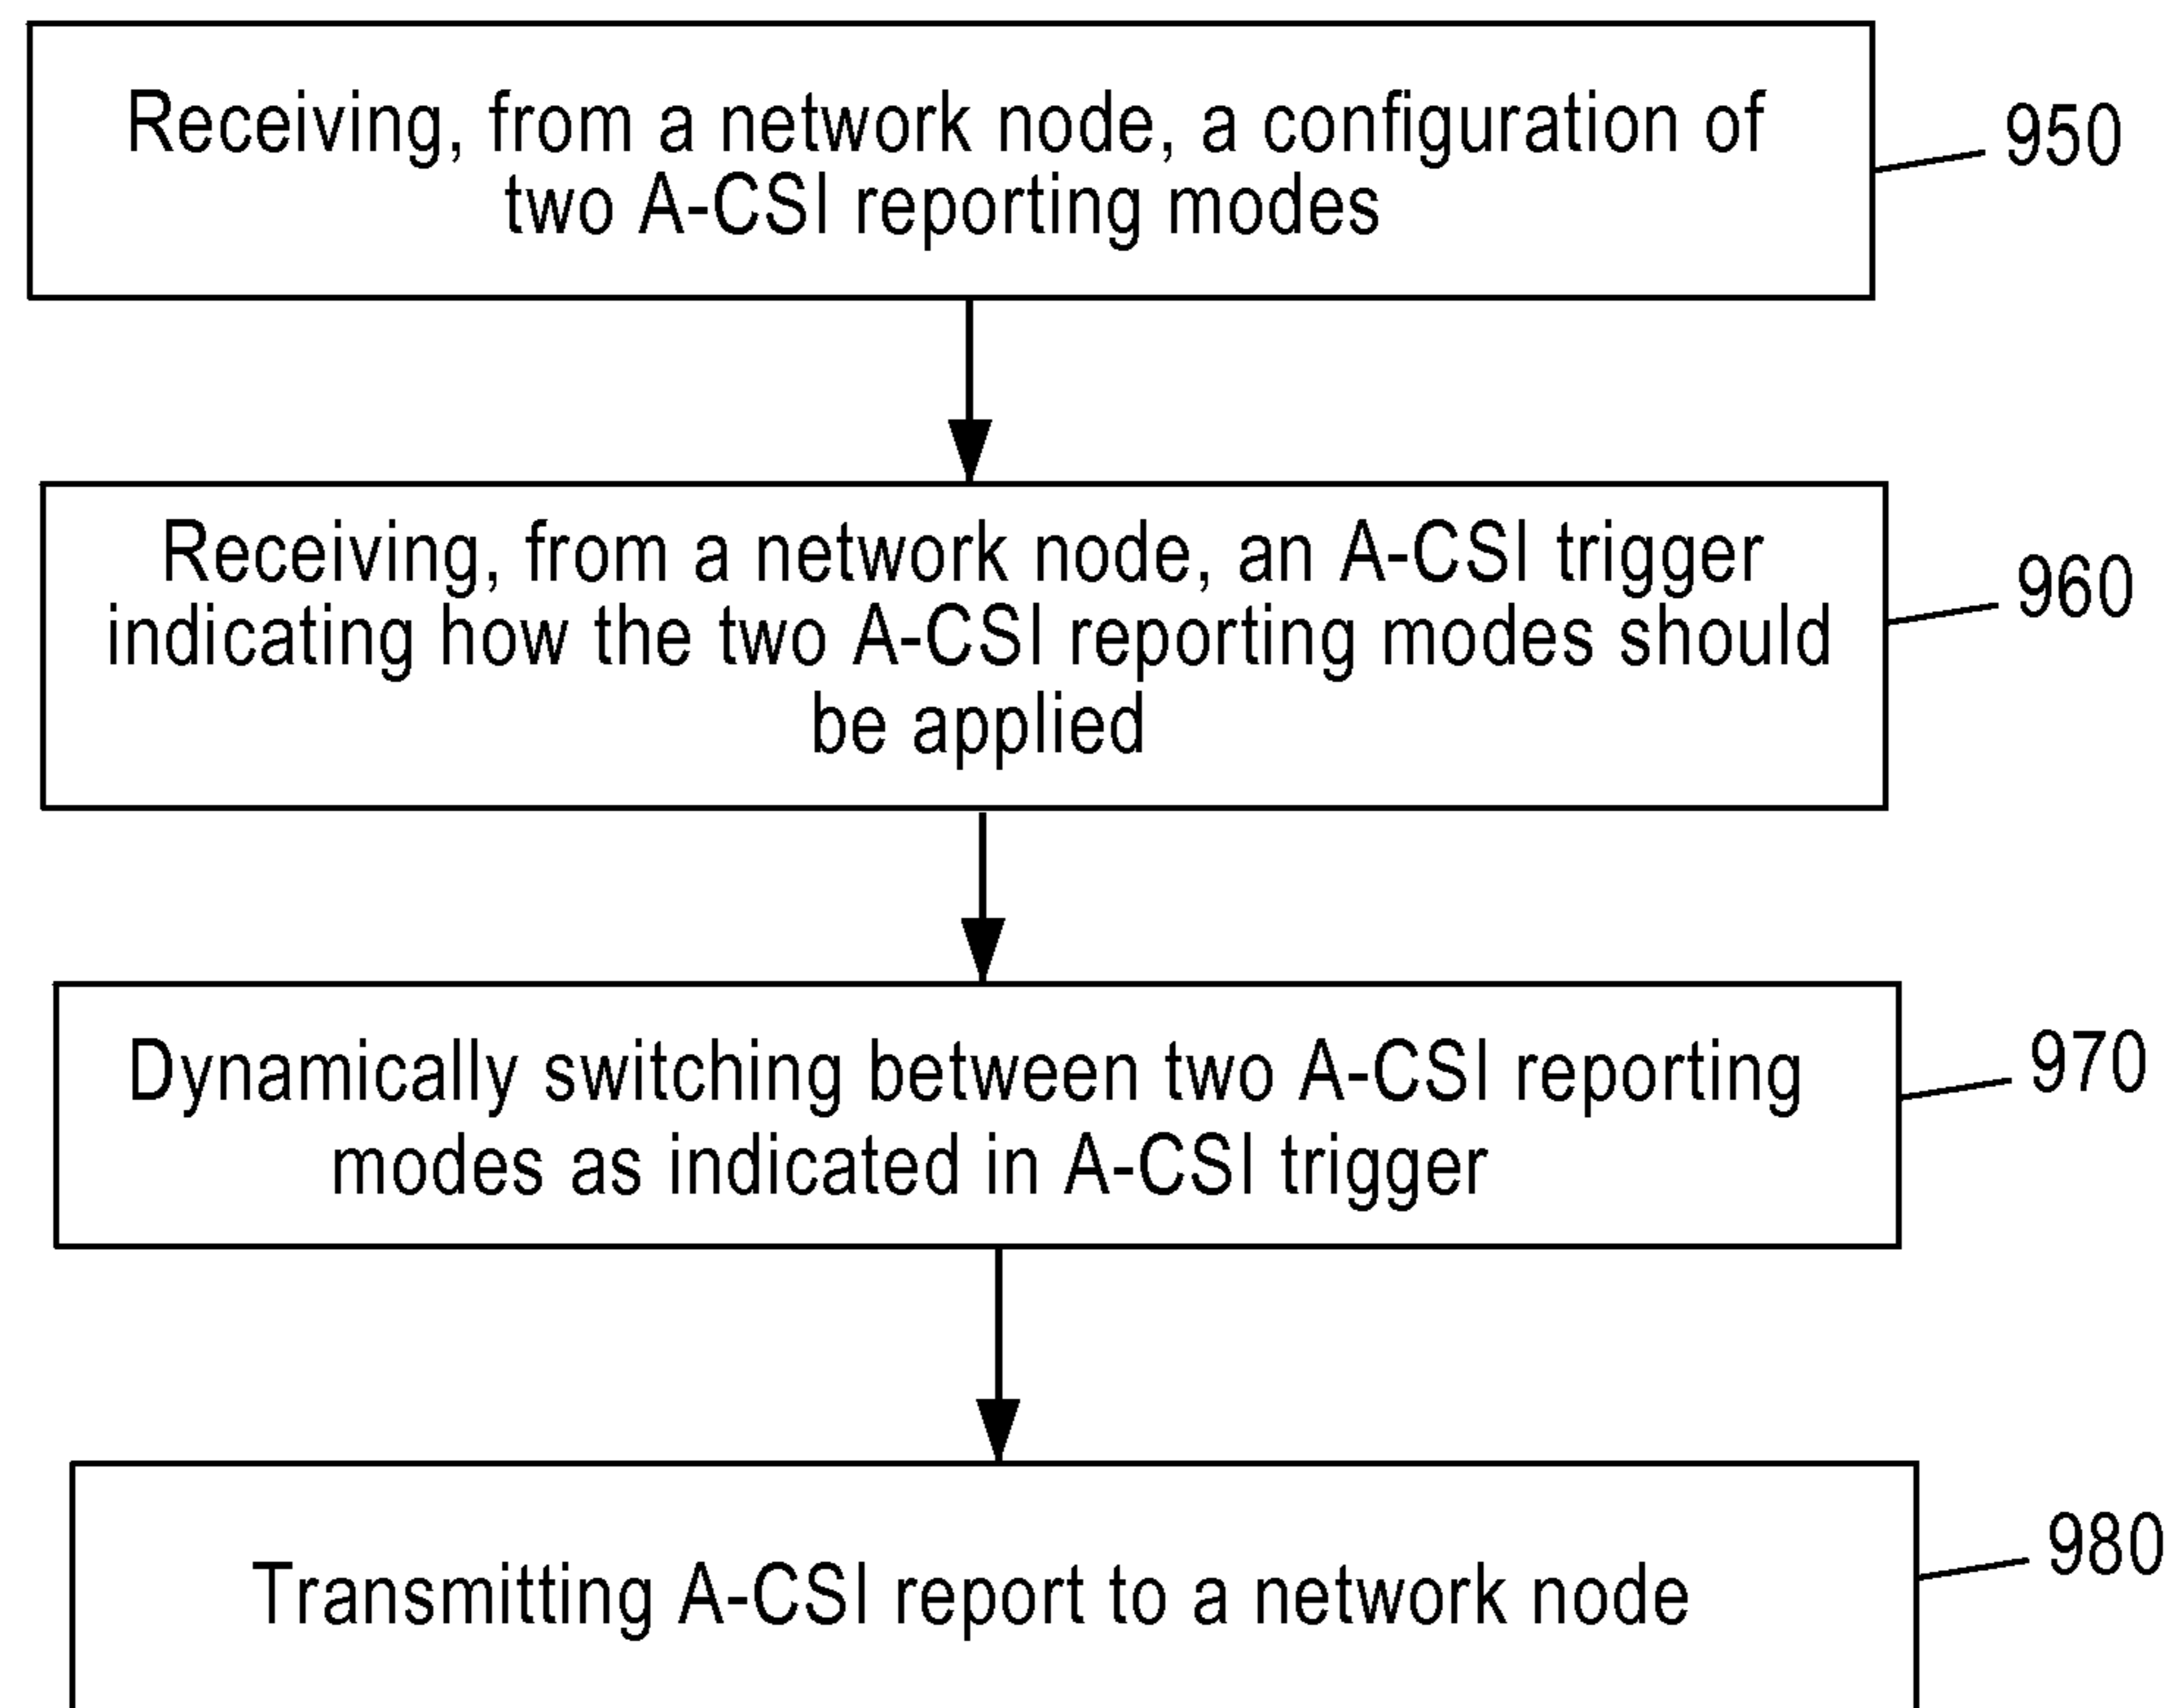 Receiving, from a network node, a configuration of
two A-CSI reporting modes
950
Receiving, from a network node, an A-CSI trigger
indicating how the two A-CSI reporting modes should
be applied
960
Dynamically switching between two A-CSI reporting
modes as indicated in A-CSI trigger
970
Transmitting A-CSI report to a network node
980